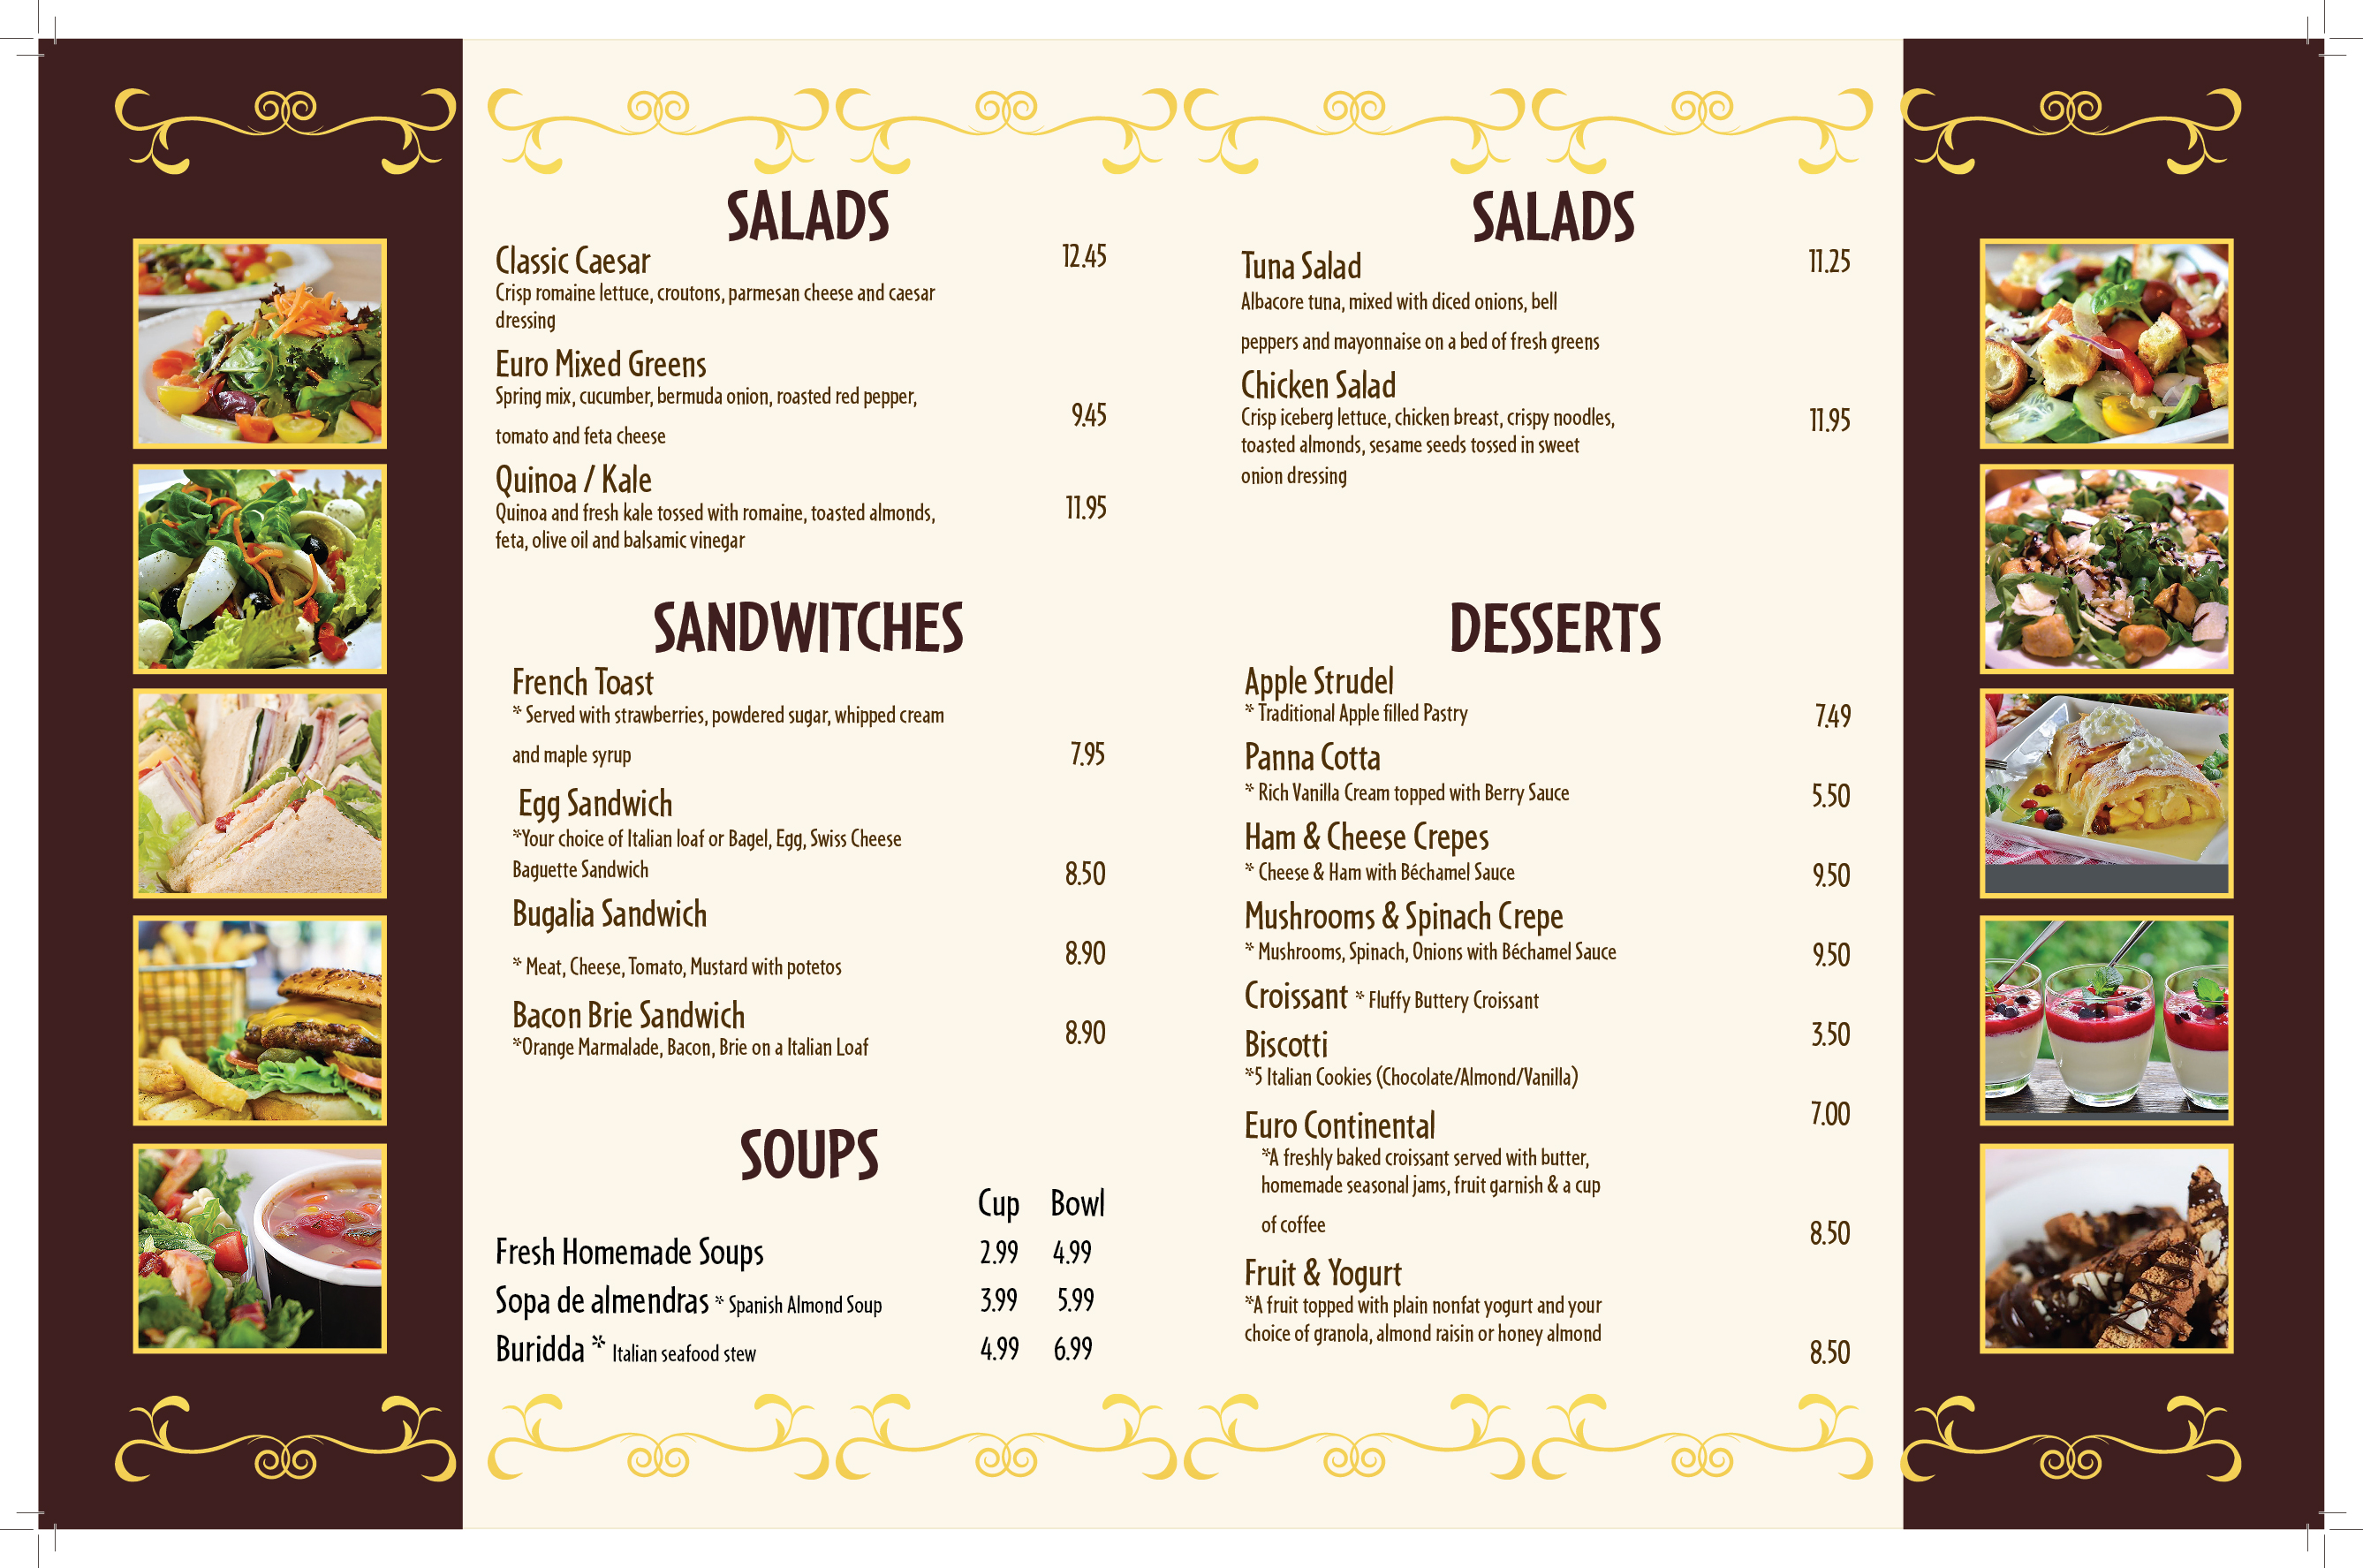 SALADS
Classic Caesar 12.45
Crisp romaine lettuce, croutons, parmesan cheese and caesar
dressing
Euro Mixed Greens
Spring mix, cucumber, bermuda onion, roasted red pepper,
9.45
tomato and feta cheese
Quinoa / Kale
Quinoa and fresh kale tossed with romaine, toasted almonds, 11.95
feta, olive oil and balsamic vinegar
SANDWITCHES
French Toast
* Served with strawberries, powdered sugar, whipped cream
and maple syrup 7.95
Egg Sandwich
*Your choice of Italian loaf or Bagel, Egg, Swiss Cheese
Baguette Sandwich 8.50
Bugalia Sandwich
8.90
* Meat, Cheese, Tomato, Mustard with potetos
Bacon Brie Sandwich 8.90
*Orange Marmalade, Bacon, Brie on a Italian Loaf
SOUPS
Cup Bowl
Fresh Homemade Soups 2.99 4.99
Sopa de almendras * Spanish Almond Soup 3.99 5.99
Buridda * Italian seafood stew 4.99 6.99
SALADS
Tuna Salad 11.25
Albacore tuna, mixed with diced onions, bell
peppers and mayonnaise on a bed of fresh greens
Chicken Salad
Crisp iceberg lettuce, chicken breast, crispy noodles, 11.95
toasted almonds, sesame seeds tossed in sweet
onion dressing
DESSERTS
Apple Strudel
* Traditional Apple filled Pastry 7.49
Panna Cotta
* Rich Vanilla Cream topped with Berry Sauce 5.50
Ham & Cheese Crepes
* Cheese & Ham with Béchamel Sauce 9.50
Mushrooms & Spinach Crepe
* Mushrooms, Spinach, Onions with Béchamel Sauce 9.50
Croissant * Fluffy Buttery Croissant
3.50
Biscotti
*5 Italian Cookies (Chocolate/Almond/Vanilla)
7.00
Euro Continental
*A freshly baked croissant served with butter,
homemade seasonal jams, fruit garnish & a cup
of coffee 8.50
Fruit & Yogurt
*A fruit topped with plain nonfat yogurt and your
choice of granola, almond raisin or honey almond
8.50